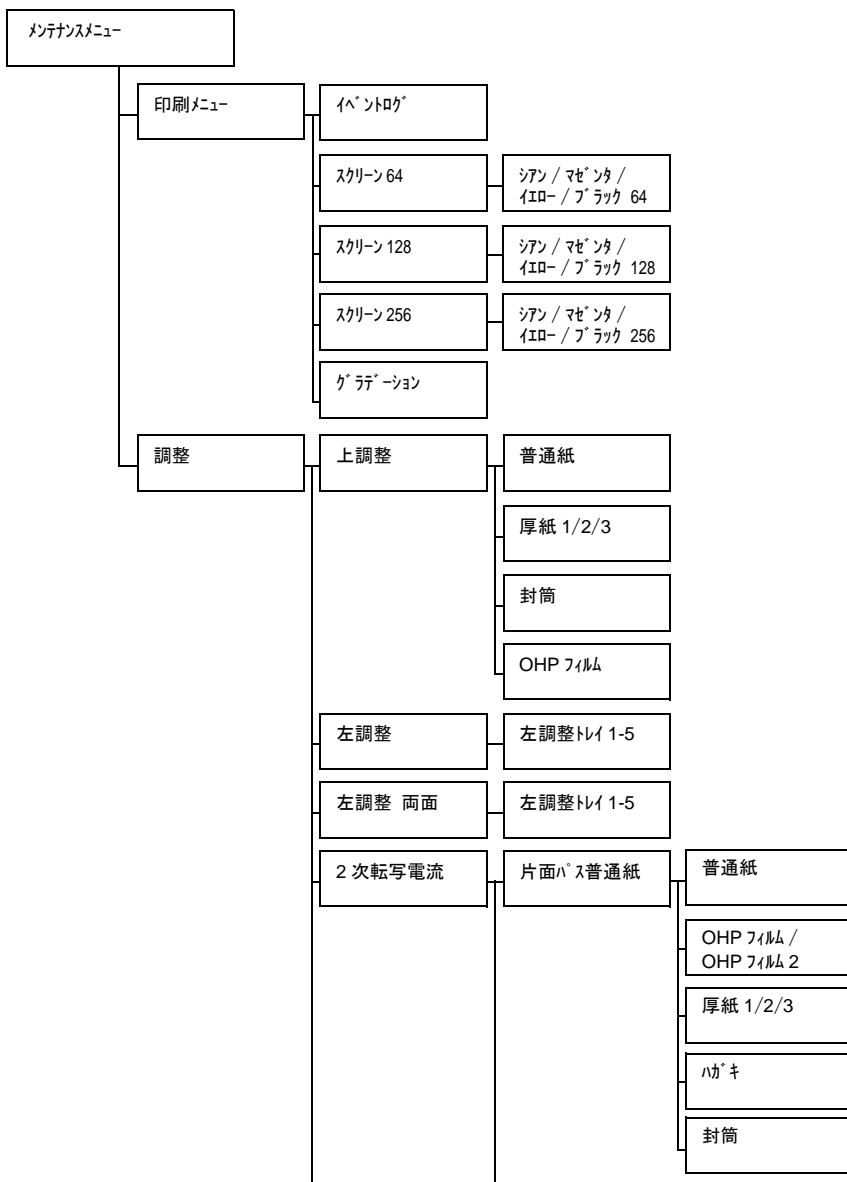 ﾒﾝﾃﾅﾝｽﾒﾆｭｰ
印刷ﾒﾆｭｰ
ｲﾍﾞﾝﾄﾛｸﾞ
ｽｸﾘｰﾝ 64
ｼｱﾝ / ﾏｾﾞﾝﾀ /
ｲｴﾛｰ / ﾌﾞﾗｯｸ 64
ｽｸﾘｰﾝ 128
ｼｱﾝ / ﾏｾﾞﾝﾀ /
ｲｴﾛｰ / ﾌﾞﾗｯｸ 128
ｽｸﾘｰﾝ 256
ｼｱﾝ / ﾏｾﾞﾝﾀ /
ｲｴﾛｰ / ﾌﾞﾗｯｸ 256
ｸﾞﾗﾃﾞｰｼｮﾝ
調整
上調整
普通紙
厚紙 1/2/3
封筒
OHP ﾌｨﾙﾑ
左調整
左調整ﾄﾚｲ 1-5
左調整 両面
左調整ﾄﾚｲ 1-5
2 次転写電流
片面ﾊﾟｽ普通紙
普通紙
OHP ﾌｨﾙﾑ /
OHP ﾌｨﾙﾑ 2
厚紙 1/2/3
ﾊｶﾞｷ
封筒